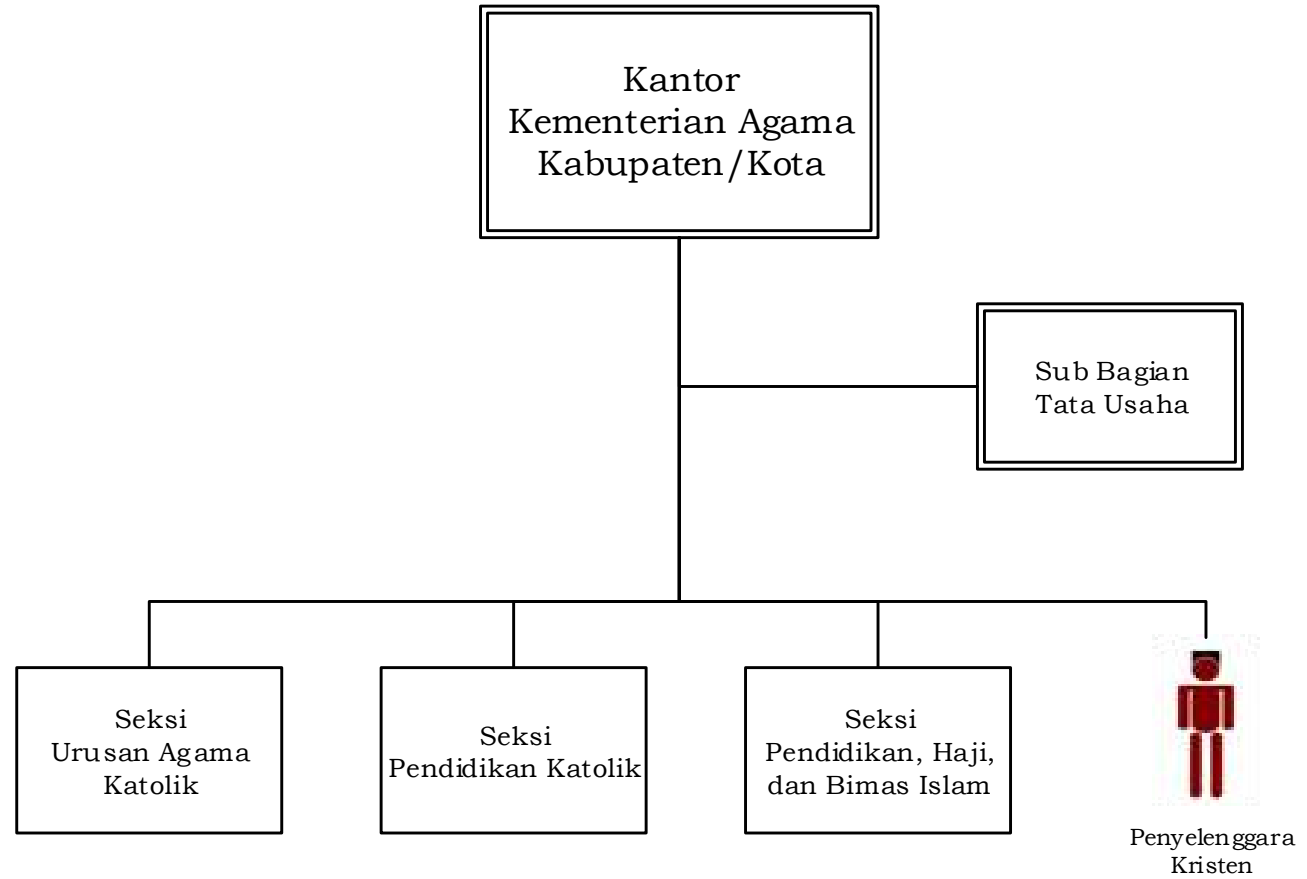 Kantor
Kementerian Agama
Kabupaten/Kota
Sub Bagian
Tata Usaha
Seksi
Urusan Agama
Katolik
Seksi
Pendidikan Katolik
Seksi
Pendidikan, Haji,
dan Bimas Islam
Penyelenggara
Kristen